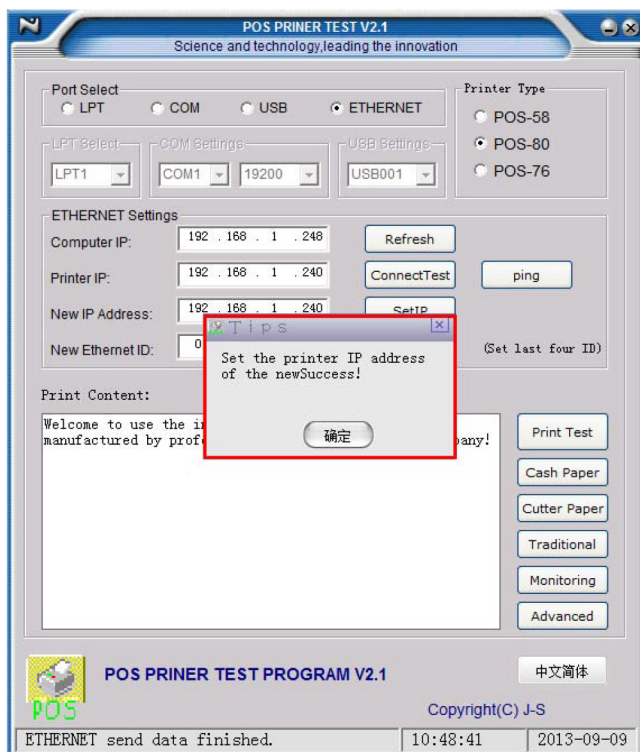 POS PRINER TEST V2.1
Science and technology,leading the innovation
Port Select
LPT COM USB ETHERNET
Printer Type
POS-58
POS-80
POS-76
LPT Select
COM Settings
USB Settings
LPT1
COM1
19200
USB001
ETHERNET Settings
Computer IP: 192 . 168 . 1 . 248 Refresh
Printer IP: 192 . 168 . 1 . 240 ConnectTest ping
New IP Address: 192 . 168 . 1 . 240 SetIP
New Ethernet ID: 0 (Set last four ID)
Tips
Set the printer IP address
of the newSuccess!
确定
Print Content:
Welcome to use the
manufactured by pany!
Print Test
Cash Paper
Cutter Paper
Traditional
Monitoring
Advanced
POS
POS PRINER TEST PROGRAM V2.1
中文简体
Copyright(C) J-S
ETHERNET send data finished. 10:48:41 2013-09-09